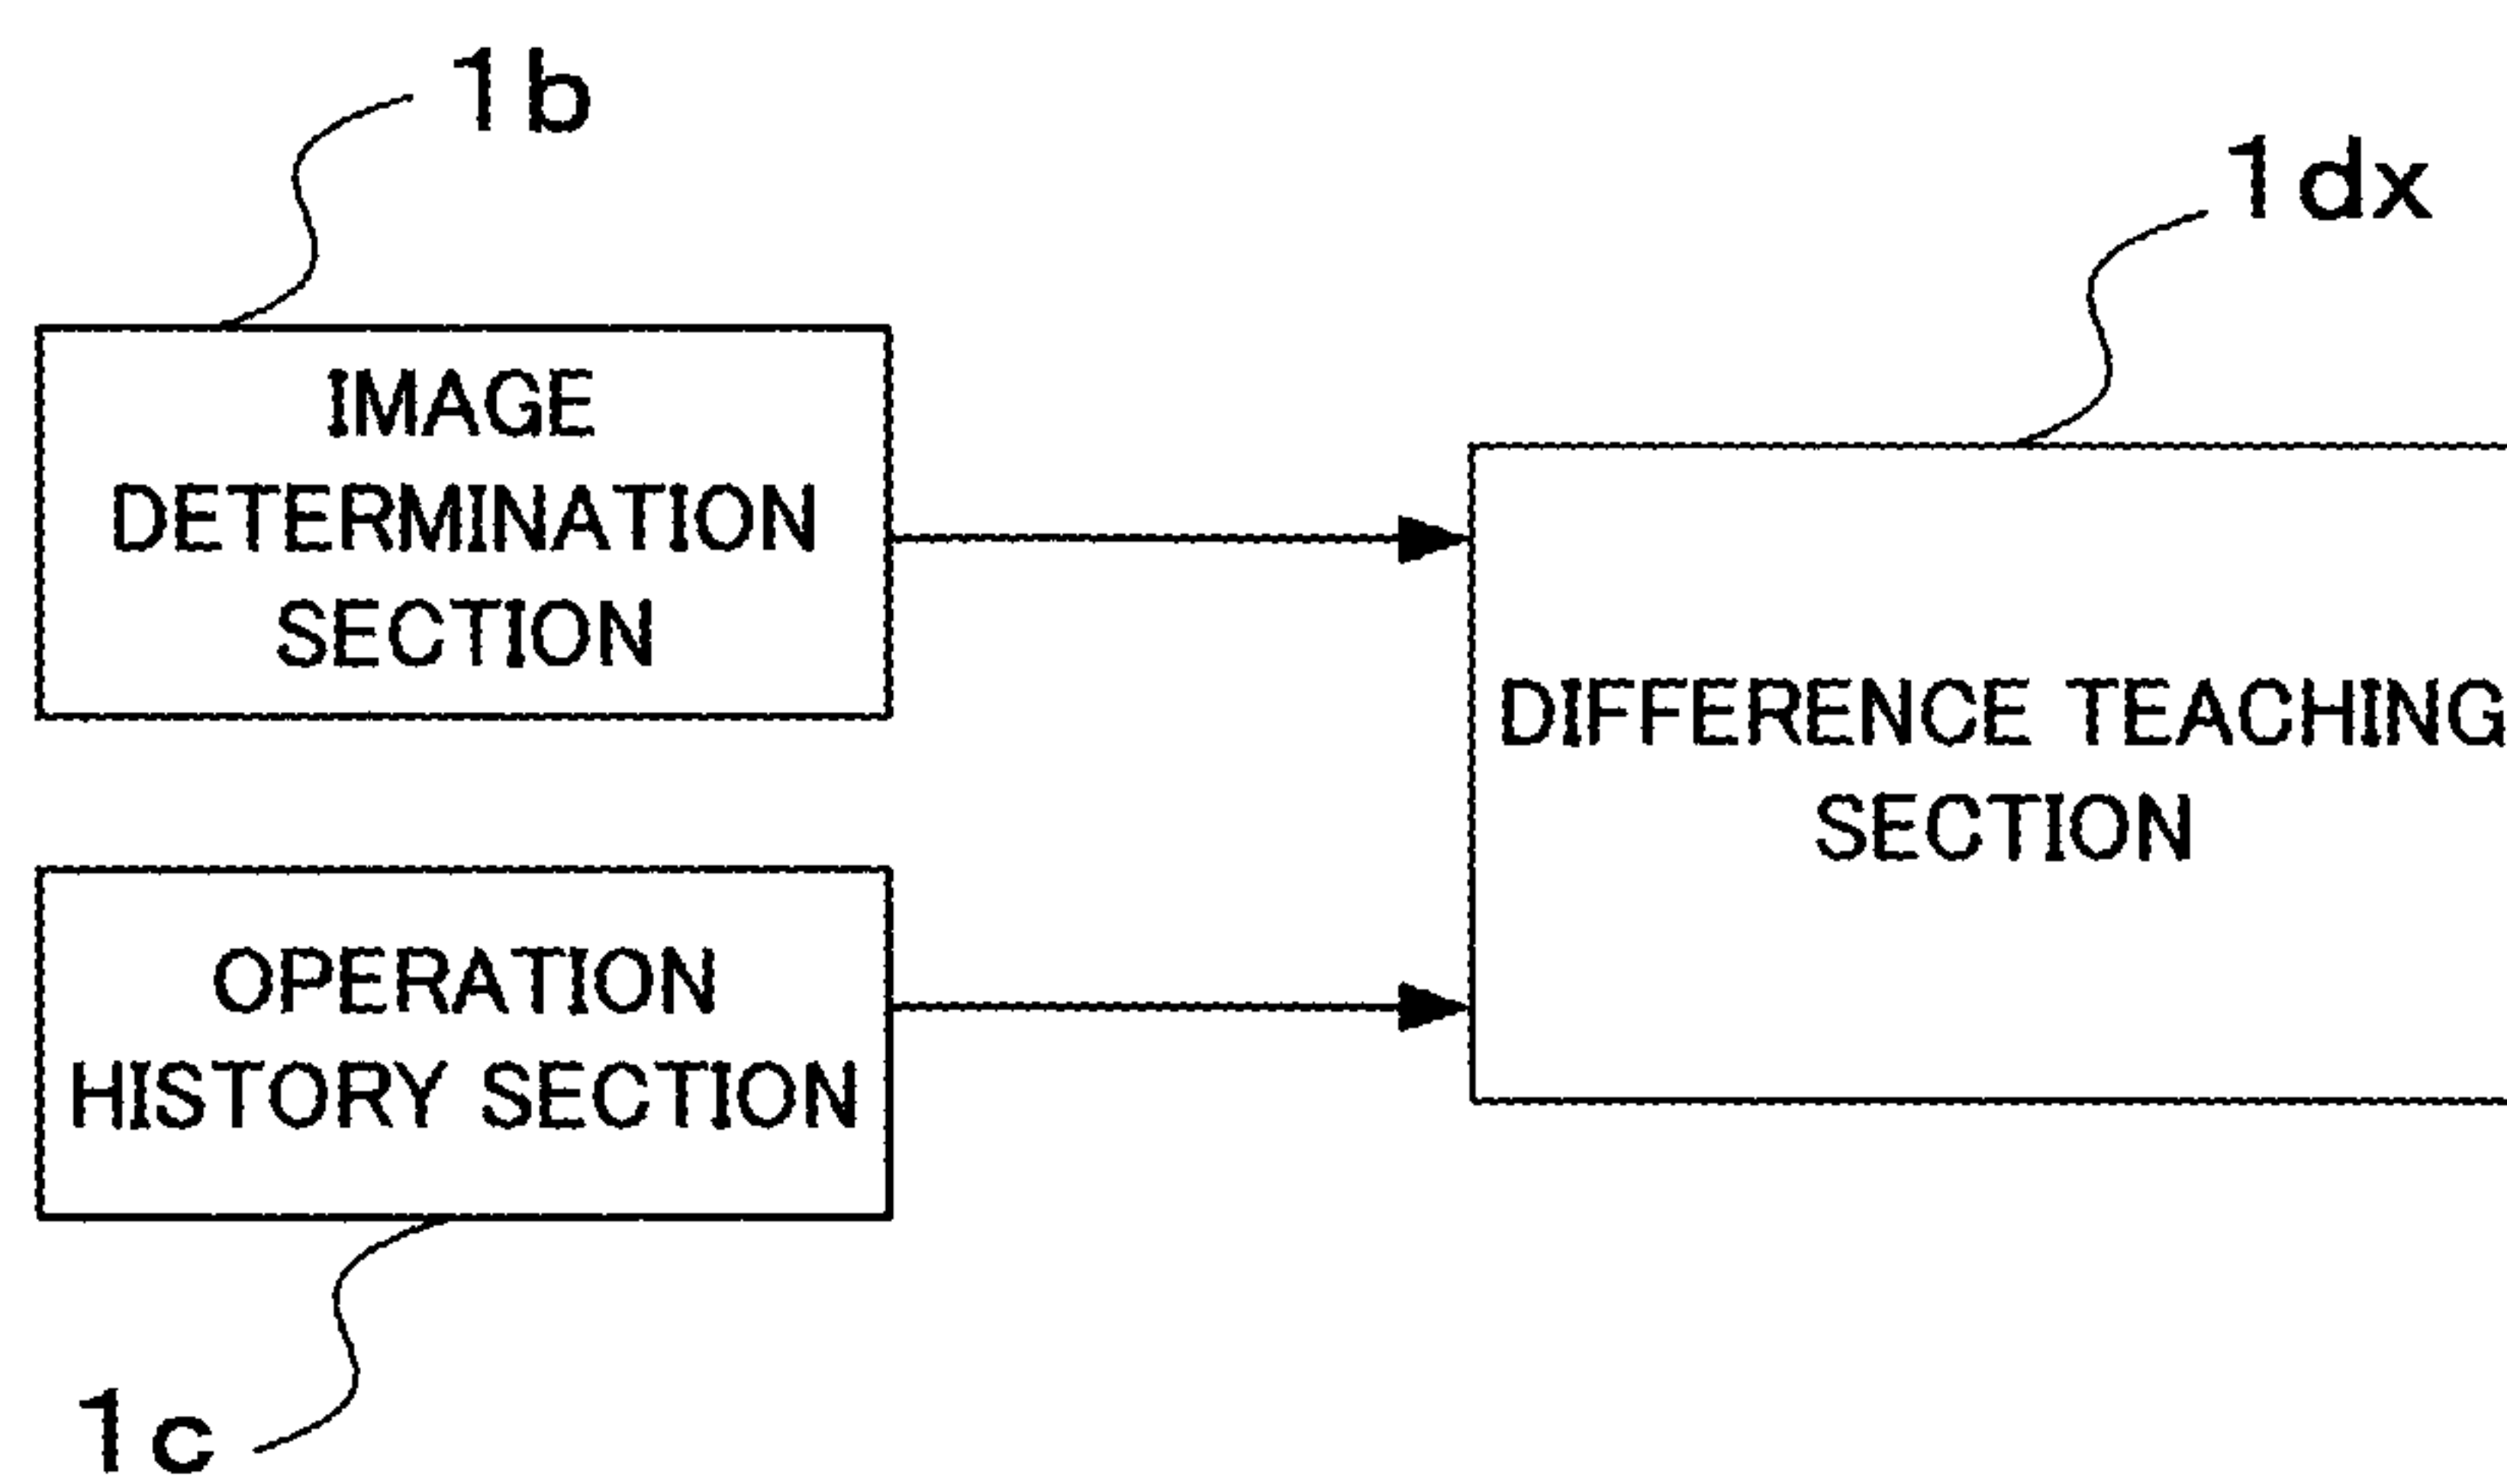 1b
1dx
IMAGE
DETERMINATION
SECTION
DIFFERENCE TEACHING
SECTION
OPERATION
HISTORY SECTION
1c